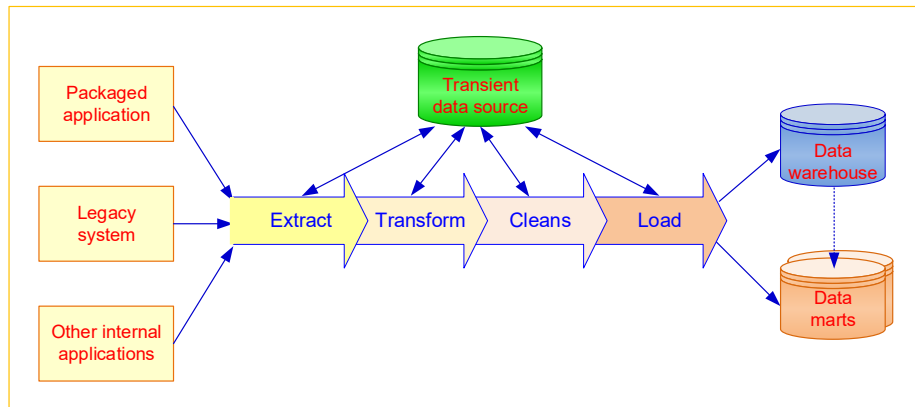 Packaged
application
Legacy
system
Other internal
applications
Transient
data source
Extract
Transform
Cleans
Load
Data
warehouse
Data
marts